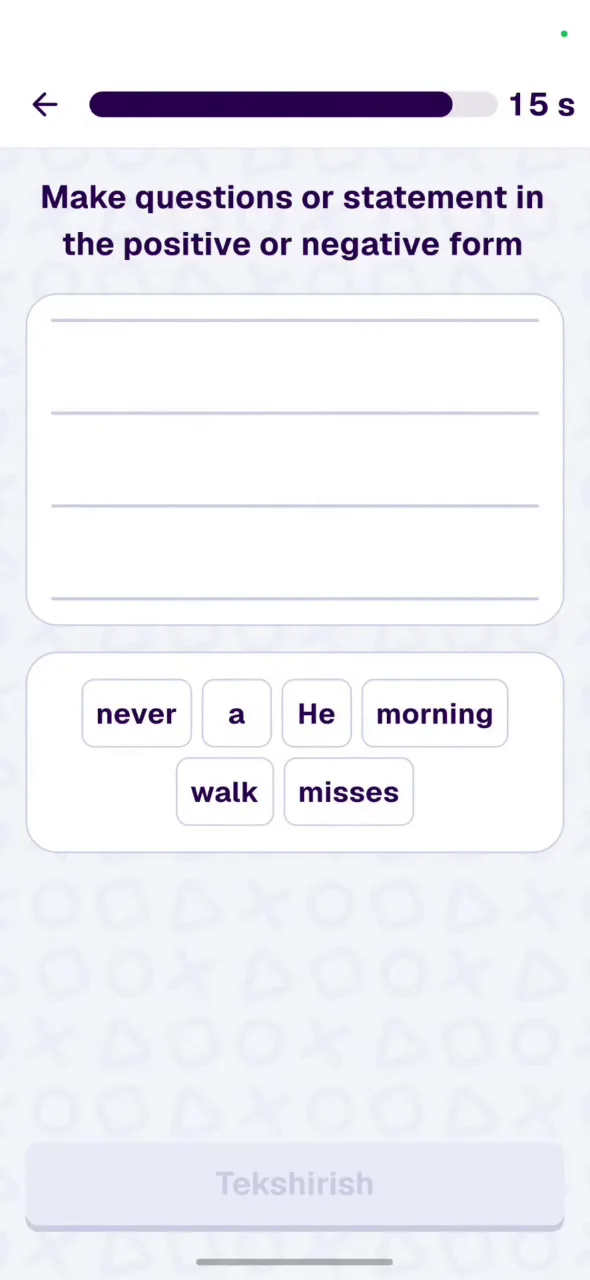 15 s
Make questions or statement in
the positive or negative form
never a He morning
walk misses
Tekshirish